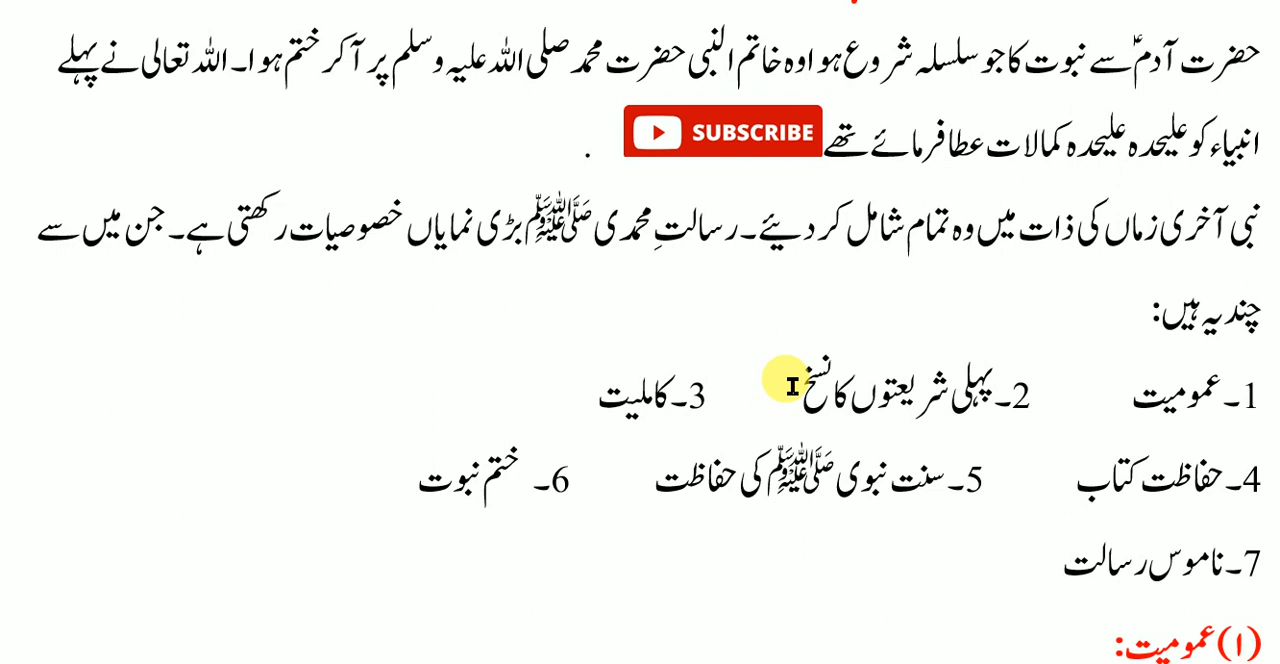 حضرت آدمؑ سے نبوت کا جو سلسلہ شروع ہوا وہ خاتم النبی حضرت محمد صلی اللہ علیہ وسلم پر آ کر ختم ہوا۔ اللہ تعالی نے پہلے
انبیاء کو علیحدہ علیحدہ کمالات عطا فرمائے تھے SUBSCRIBE .
نبی آخری زماں کی ذات میں وہ تمام شامل کر دیئے۔ رسالتِ محمدی ﷺ بڑی نمایاں خصوصیات رکھتی ہے۔ جن میں سے
چند یہ ہیں:
1۔ عمومیت 2۔ پہلی شریعتوں کا نسخ 3۔ کاملیت
4۔ حفاظت کتاب 5۔ سنت نبوی ﷺ کی حفاظت 6۔ ختم نبوت
7۔ ناموس رسالت
(۱) عمومیت: